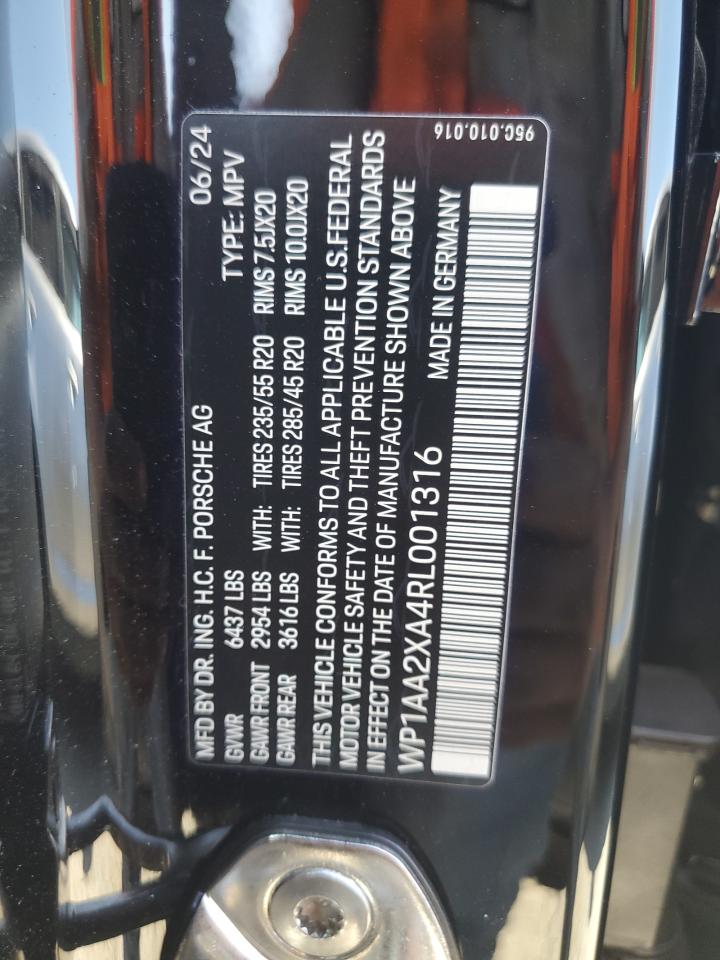 MFD BY DR. ING. H.C. F. PORSCHE AG 06/24
GVWR 6437 LBS TYPE: MPV
GAWR FRONT 2954 LBS WITH: TIRES 235/55 R20 RIMS 7.5JX20
GAWR REAR 3616 LBS WITH: TIRES 285/45 R20 RIMS 10.0JX20
THIS VEHICLE CONFORMS TO ALL APPLICABLE U.S.FEDERAL
MOTOR VEHICLE SAFETY AND THEFT PREVENTION STANDARDS
IN EFFECT ON THE DATE OF MANUFACTURE SHOWN ABOVE
WP1AA2XA4RL001316 MADE IN GERMANY
95C.010.016